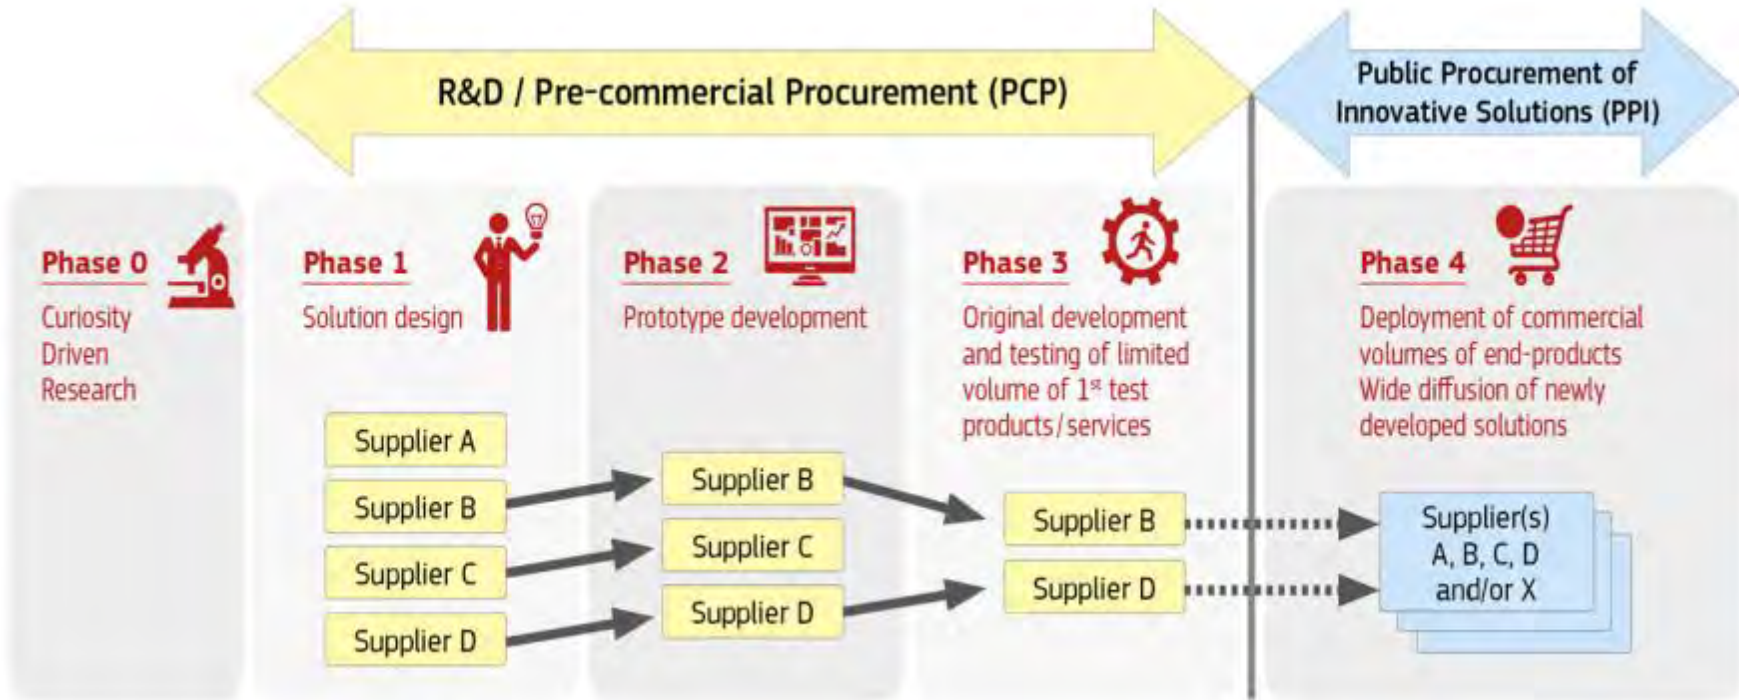 R&D / Pre-commercial Procurement (PCP)
Public Procurement of
Innovative Solutions (PPI)
Phase 0
Curiosity
Driven
Research
Phase 1
Solution design
Supplier A
Supplier B
Supplier C
Supplier D
Phase 2
Prototype development
Supplier B
Supplier C
Supplier D
Phase 3
Original development
and testing of limited
volume of 1st test
products/services
Supplier B
Supplier D
Phase 4
Deployment of commercial
volumes of end-products
Wide diffusion of newly
developed solutions
Supplier(s)
A, B, C, D
and/or X